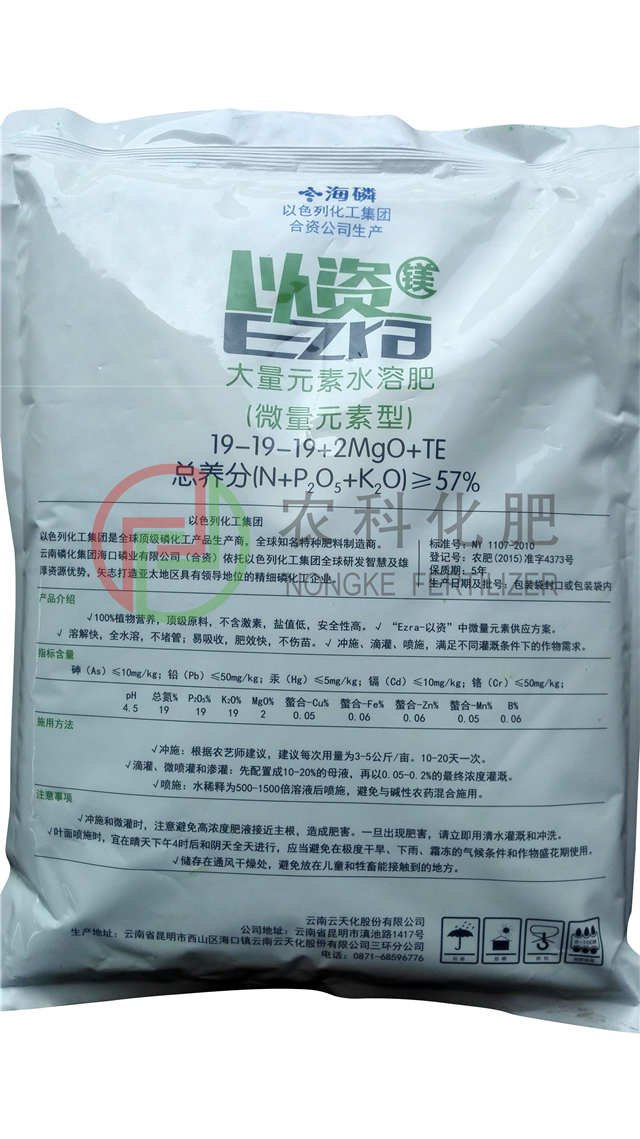 海磷
以色列化工集团
合资公司生产
以资 镁
Ezra
大量元素水溶肥
(微量元素型)
19-19-19+2MgO+TE
总养分(N+P₂O₅+K₂O)≥57%
农科化肥
NONGKE FERTILIZER
以色列化工集团
以色列化工集团是全球顶级磷化工产品生产商，全球知名特种肥料制造商。
云南磷化集团海口磷业有限公司（合资）依托以色列化工集团全球研发智慧及雄
厚资源优势，矢志打造亚太地区具有领导地位的精细磷化工企业。
标准号：NY 1107-2010
登记号：农肥(2015)准字4373号
保质期：5年
生产日期及批号：包装袋封口或包装袋内
产品介绍
√100%植物营养，顶级原料，不含激素，盐值低，安全性高。 √ “Ezra-以资”中微量元素供应方案。
√ 溶解快，全水溶，不堵管；易吸收，肥效快，不伤苗。 √ 冲施、滴灌、喷施，满足不同灌溉条件下的作物需求。
指标含量
砷（As）≤10mg/kg；铅（Pb）≤50mg/kg；汞（Hg）≤5mg/kg；镉（Cd）≤10mg/kg；铬（Cr）≤50mg/kg；
pH 总氮% P₂O₅% K₂O% MgO% 螯合-Cu% 螯合-Fe% 螯合-Zn% 螯合-Mn% B%
4.5 19 19 19 2 0.05 0.06 0.06 0.05 0.06
施用方法
√冲施：根据农艺师建议，建议每次用量为3-5公斤/亩。10-20天一次。
√滴灌、微喷灌和渗灌：先配置成10-20%的母液，再以0.05-0.2%的最终浓度灌溉。
√喷施：水稀释为500-1500倍溶液后喷施，避免与碱性农药混合施用。
注意事项
√冲施和微灌时，注意避免高浓度肥液接近主根，造成肥害。一旦出现肥害，请立即用清水灌溉和冲洗。
√叶面喷施时，宜在晴天下午4时后和阴天全天进行，应当避免在极度干旱、下雨、霜冻的气候条件和作物盛花期使用。
√储存在通风干燥处，避免放在儿童和牲畜能接触到的地方。
云南云天化股份有限公司
公司地址：云南省昆明市滇池路1417号
生产地址：云南省昆明市西山区海口镇云南云天化股份有限公司三环分公司
电话：0871-68596776